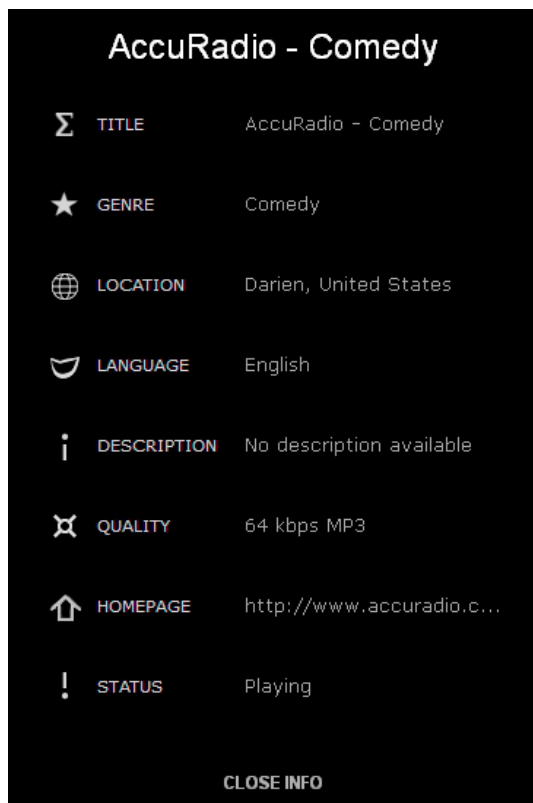 AccuRadio - Comedy
TITLE AccuRadio - Comedy
GENRE Comedy
LOCATION Darien, United States
LANGUAGE English
DESCRIPTION No description available
QUALITY 64 kbps MP3
HOMEPAGE http://www.accuradio.c...
STATUS Playing
CLOSE INFO